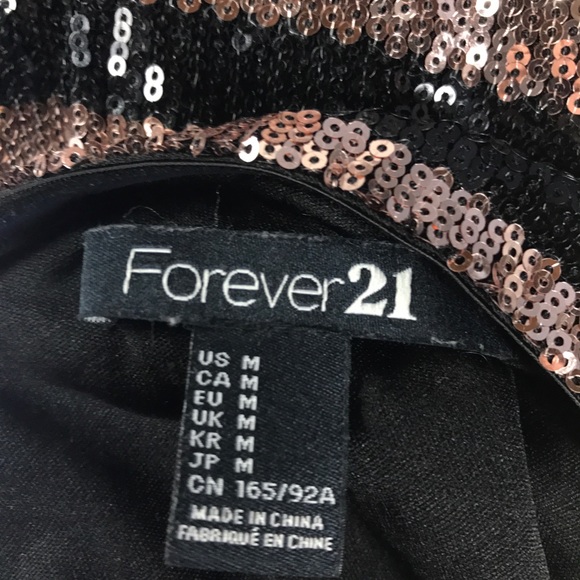 Forever21
US M
CA M
EU M
UK M
KR M
JP M
CN 165/92A
MADE IN CHINA
FABRIQUÉ EN CHINE